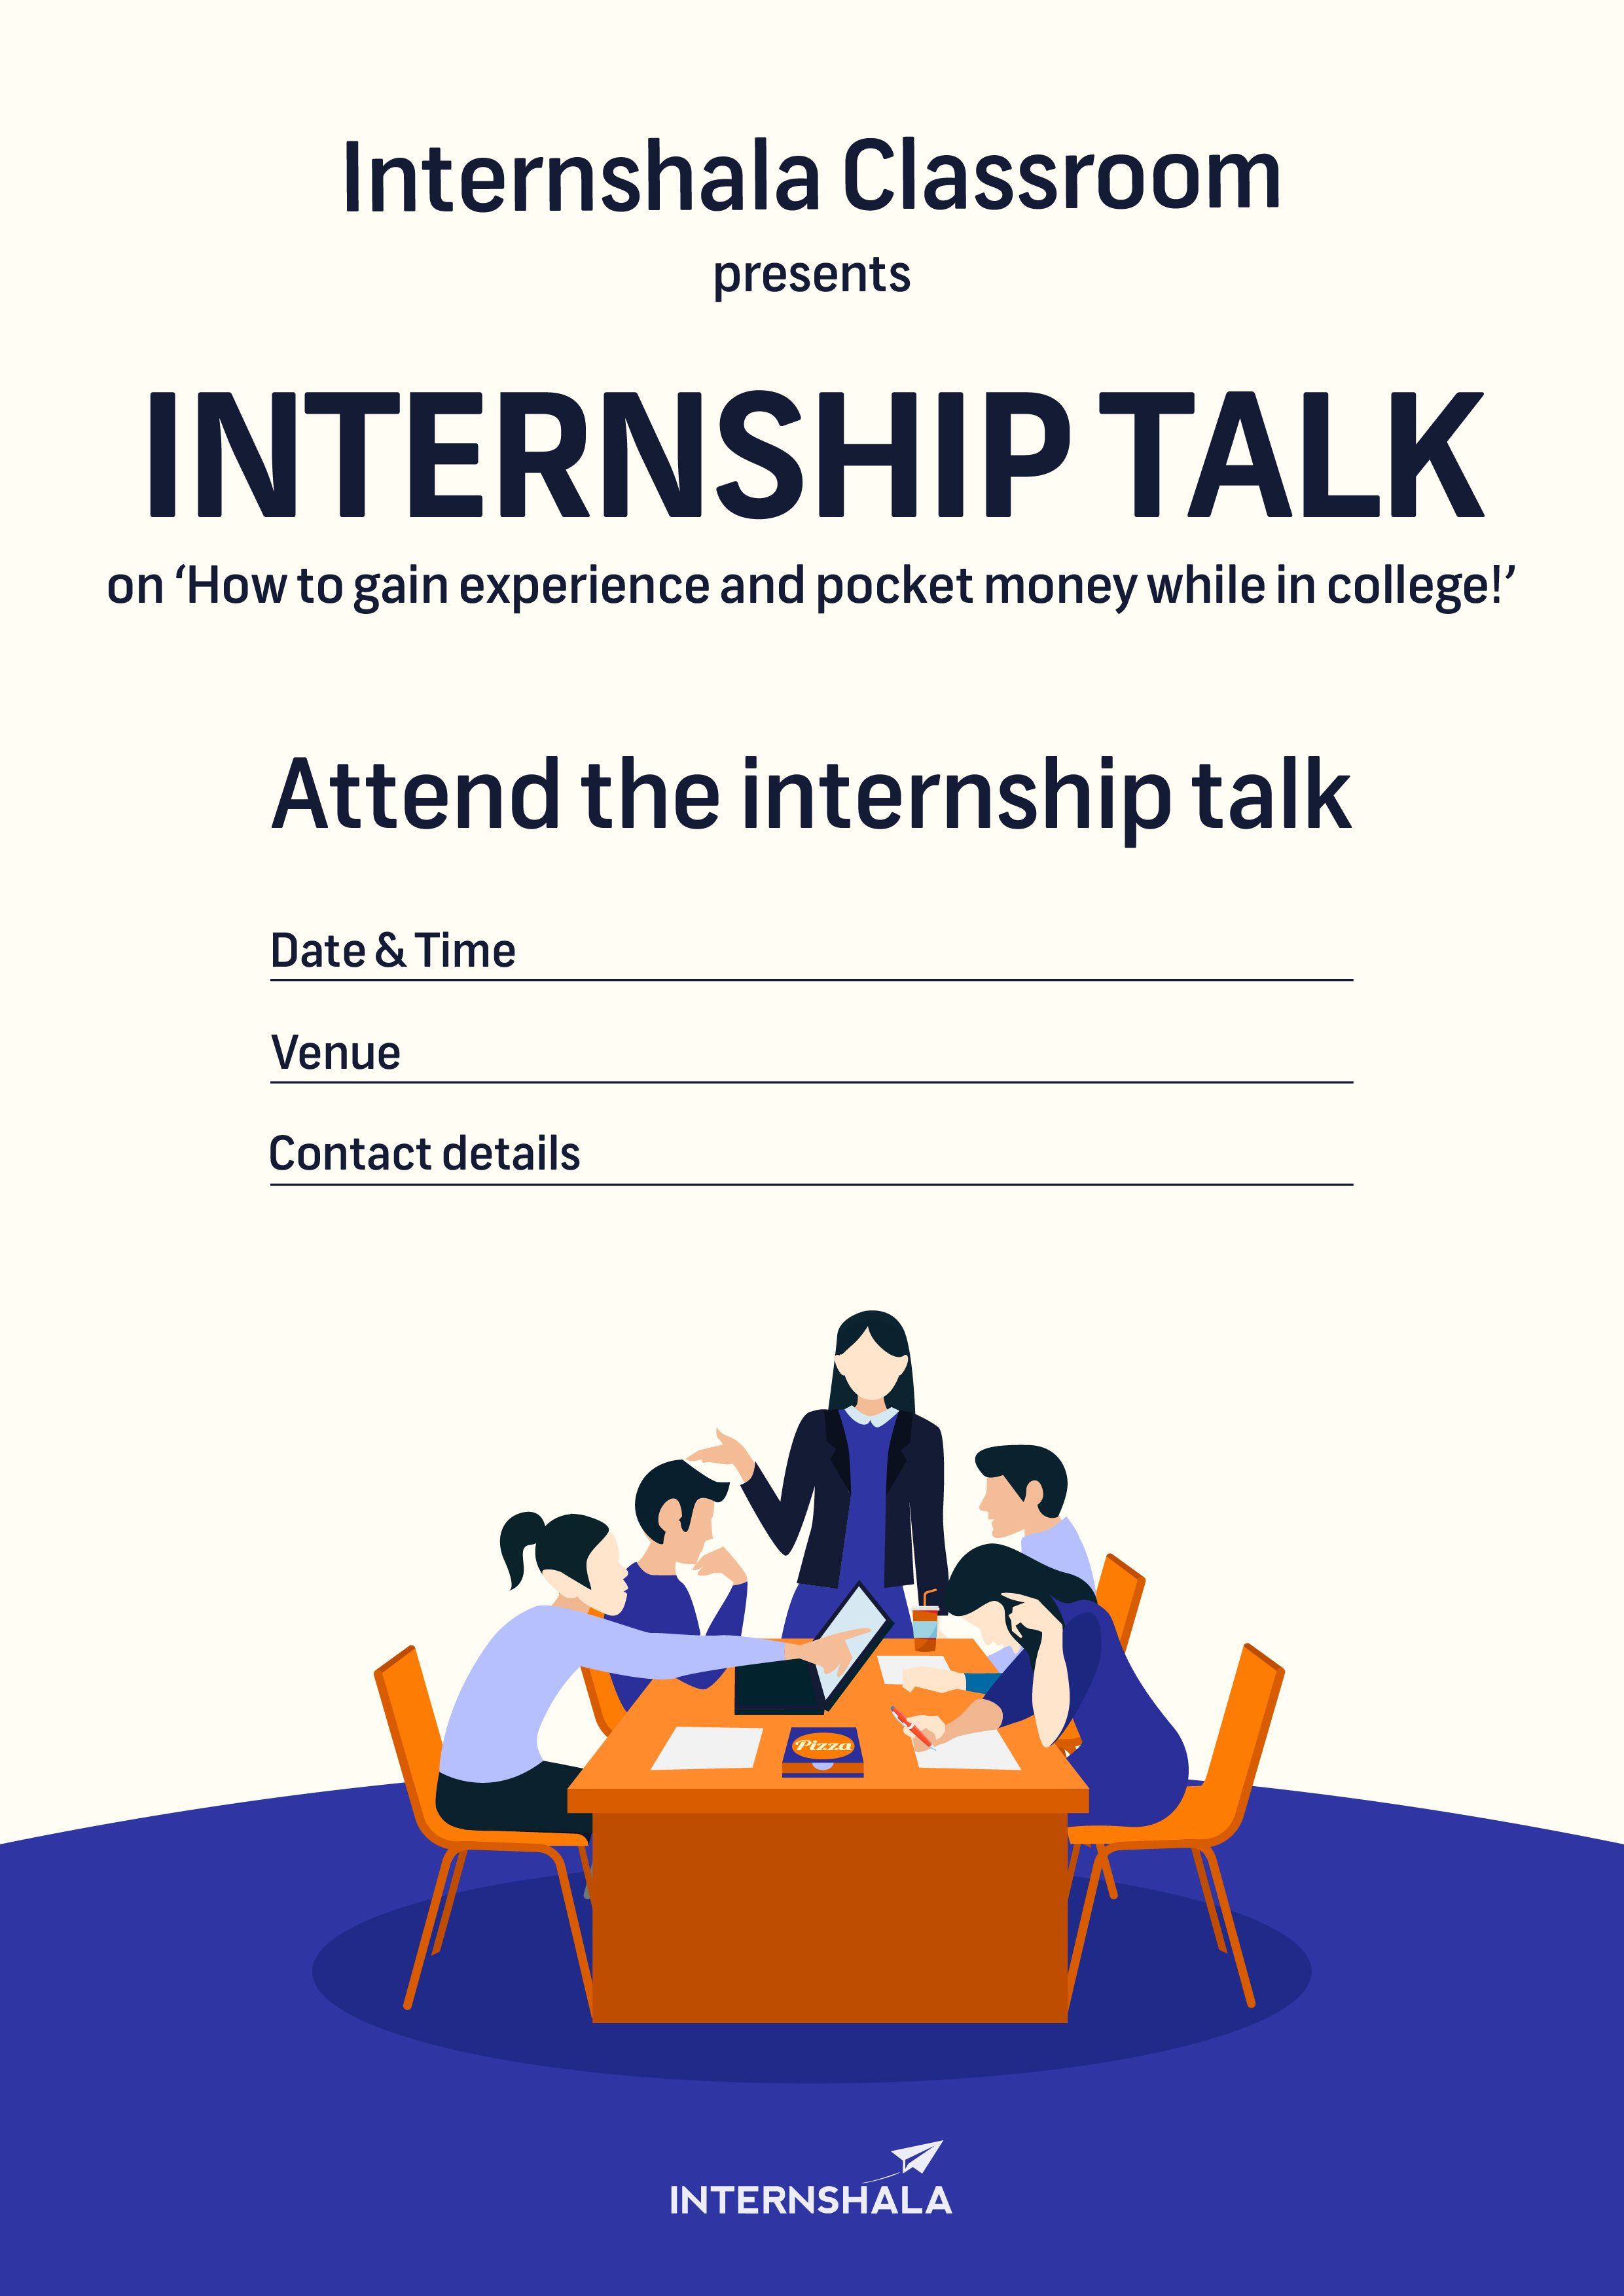 Internshala Classroom
presents
INTERNSHIP TALK
on ‘How to gain experience and pocket money while in college!’
Attend the internship talk
Date & Time
Venue
Contact details
Pizza
INTERNSHALA